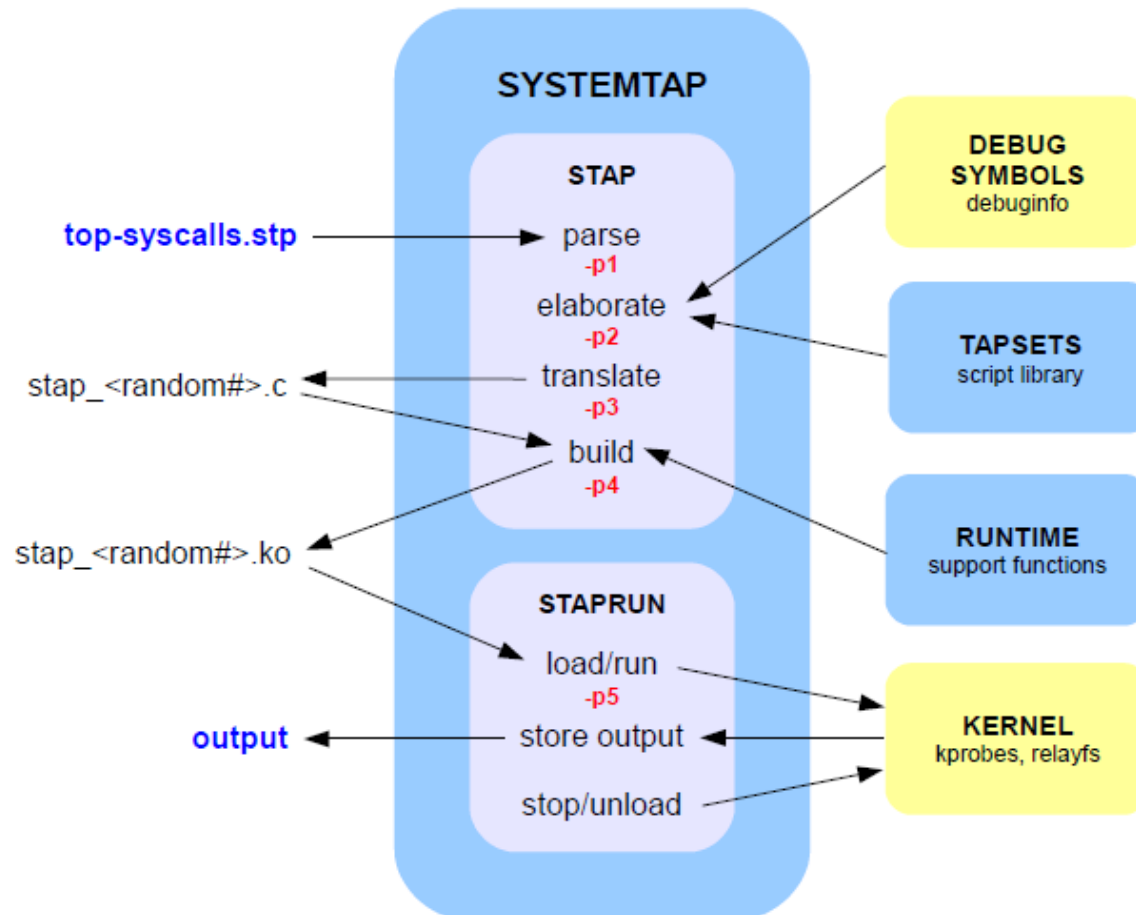 SYSTEMTAP
STAP
top-syscalls.stp
parse
-p1
elaborate
-p2
translate
-p3
stap_<random#>.c
build
-p4
stap_<random#>.ko
STAPRUN
load/run
-p5
output
store output
stop/unload
DEBUG
SYMBOLS
debuginfo
TAPSETS
script library
RUNTIME
support functions
KERNEL
kprobes, relayfs